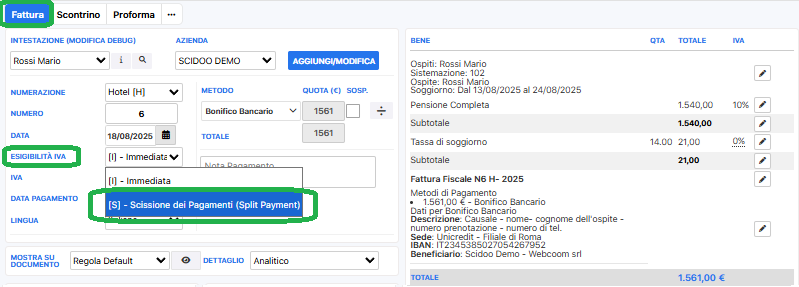 Fattura Scontrino Proforma ...
INTESTAZIONE (MODIFICA DEBUG) AZIENDA
Rossi Mario SCIDOO DEMO AGGIUNGI/MODIFICA
NUMERAZIONE Hotel [H]
NUMERO 6
DATA 18/08/2025
ESIGIBILITÀ IVA [I] - Immediata
IVA [I] - Immediata
DATA PAGAMENTO [S] - Scissione dei Pagamenti (Split Payment)
LINGUA
METODO QUOTA (€) SOSP.
Bonifico Bancario 1561
TOTALE 1561
Nota Pagamento
MOSTRA SU DOCUMENTO Regola Default DETTAGLIO Analitico
BENE QTA TOTALE IVA
Ospiti: Rossi Mario
Sistemazione: 102
Ospite: Rossi Mario
Soggiorno: Dal 13/08/2025 al 24/08/2025
Pensione Completa 1.540,00 10%
Subtotale 1.540,00
Tassa di soggiorno 14.00 21,00 0%
Subtotale 21,00
Fattura Fiscale N6 H- 2025
Metodi di Pagamento
• 1.561,00 € - Bonifico Bancario
Dati per Bonifico Bancario
Descrizione: Causale - nome- cognome dell'ospite -
numero prenotazione - numero di tel.
Sede: Unicredit - Filiale di Roma
IBAN: IT2345385027054267952
Beneficiario: Scidoo Demo - Webcoom srl
TOTALE 1.561,00 €